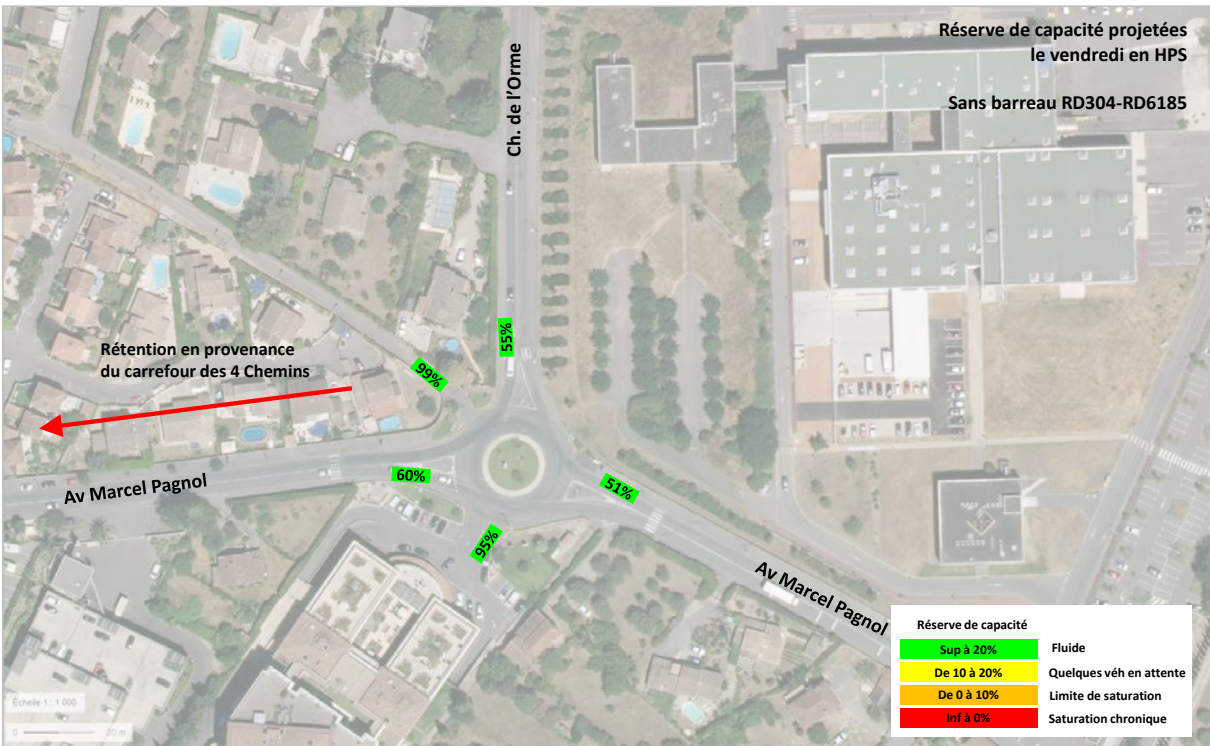 Réserve de capacité projetées
le vendredi en HPS
Sans barreau RD304-RD6185
Ch. de l'Orme
55%
99%
Rétention en provenance
du carrefour des 4 Chemins
60%
51%
95%
Av Marcel Pagnol
Av Marcel Pagnol
Réserve de capacité
Sup à 20% Fluide
De 10 à 20% Quelques véh en attente
De 0 à 10% Limite de saturation
Inf à 0% Saturation chronique
Échelle 1 : 1 000
0 20 m